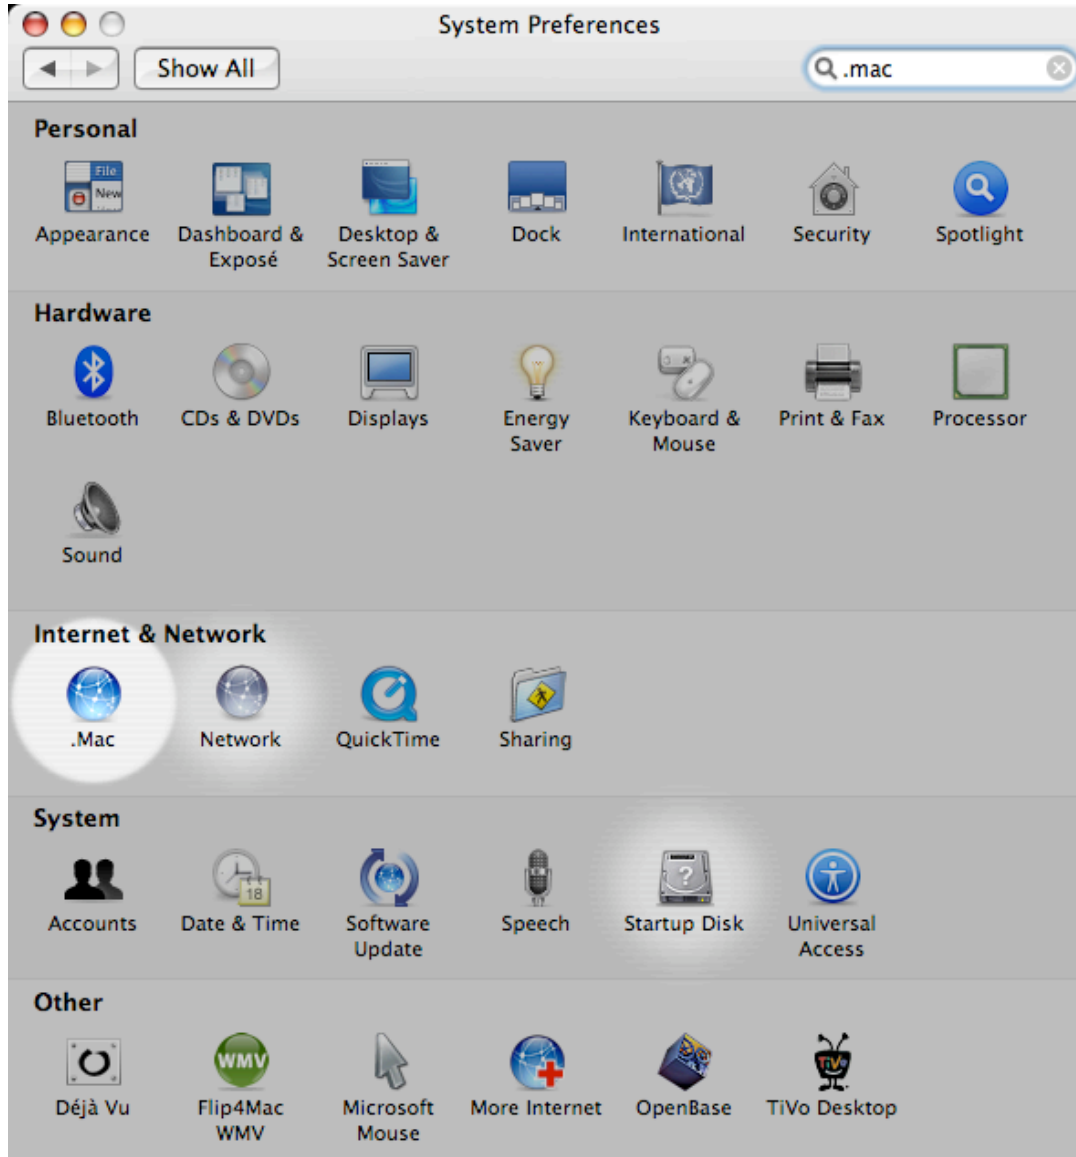 System Preferences
Show All
.mac
Personal
File
New
Appearance
Dashboard &
Exposé
Desktop &
Screen Saver
Dock
International
Security
Spotlight
Hardware
Bluetooth
CDs & DVDs
Displays
Energy
Saver
Keyboard &
Mouse
Print & Fax
Processor
Sound
Internet & Network
.Mac
Network
QuickTime
Sharing
System
18
?
Accounts
Date & Time
Software
Update
Speech
Startup Disk
Universal
Access
Other
WMV
TiVo
Déjà Vu
Flip4Mac
WMV
Microsoft
Mouse
More Internet
OpenBase
TiVo Desktop